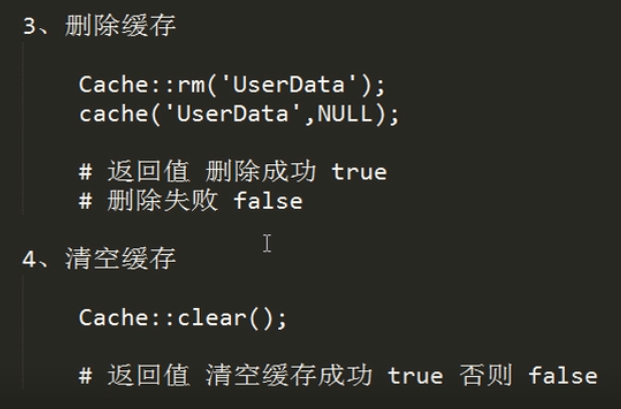 3、删除缓存
Cache::rm('UserData');
cache('UserData',NULL);
# 返回值 删除成功 true
# 删除失败 false
4、清空缓存
Cache::clear();
# 返回值 清空缓存成功 true 否则 false